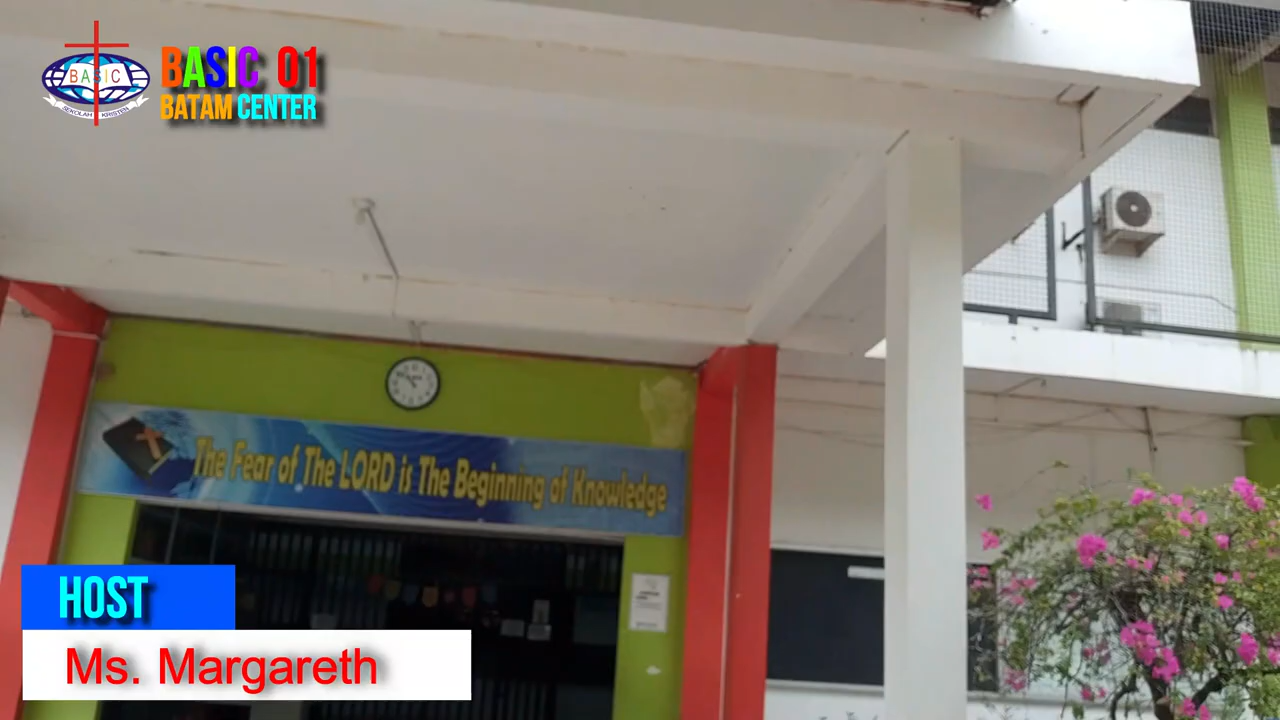 BASIC
SEKOLAH KRISTEN
BASIC 01
BATAM CENTER
The Fear of The LORD is The Beginning of Knowledge
HOST
Ms. Margareth